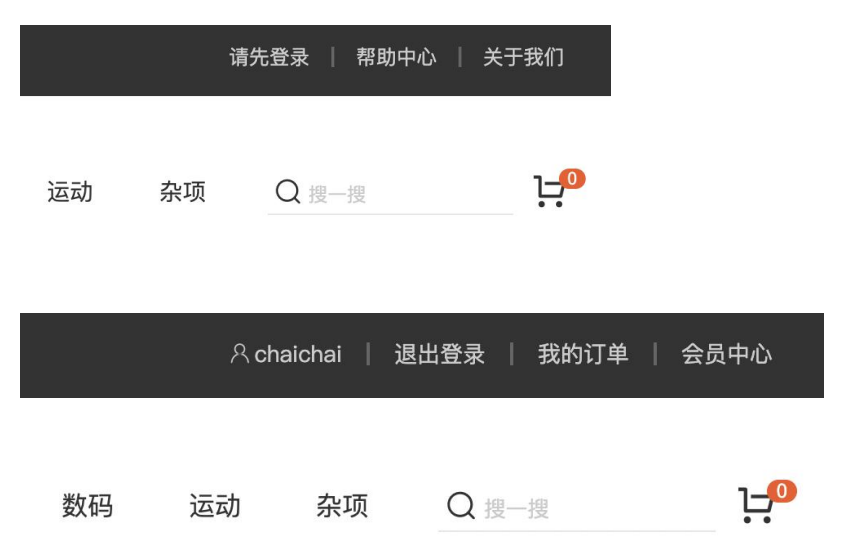 请先登录 | 帮助中心 | 关于我们
运动 杂项 搜一搜 0
chaichai | 退出登录 | 我的订单 | 会员中心
数码 运动 杂项 搜一搜 0